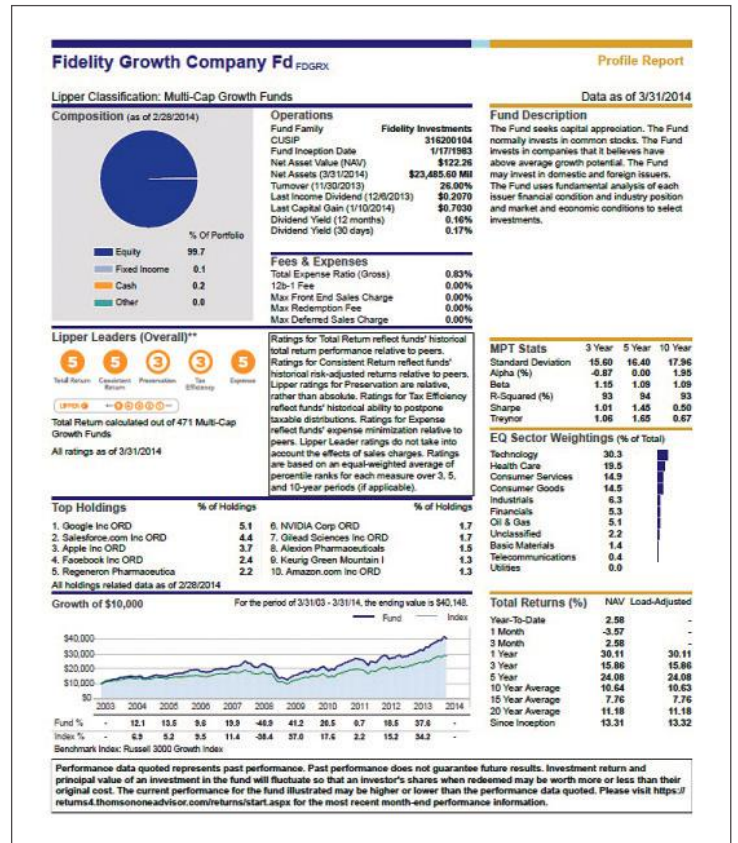 Fidelity Growth Company Fd FDGRX
Profile Report
Lipper Classification: Multi-Cap Growth Funds
Data as of 3/31/2014
Composition (as of 2/28/2014)
% Of Portfolio
Equity 99.7
Fixed Income 0.1
Cash 0.2
Other 0.0
Operations
Fund Family Fidelity Investments
CUSIP 316200104
Fund Inception Date 1/17/1983
Net Asset Value (NAV) $122.26
Net Assets (3/31/2014) $23,485.60 Mil
Turnover (11/30/2013) 26.00%
Last Income Dividend (12/6/2013) $0.2070
Last Capital Gain (1/10/2014) $0.7030
Dividend Yield (12 months) 0.16%
Dividend Yield (30 days) 0.17%
Fees & Expenses
Total Expense Ratio (Gross) 0.83%
12b-1 Fee 0.00%
Max Front End Sales Charge 0.00%
Max Redemption Fee 0.00%
Max Deferred Sales Charge 0.00%
Fund Description
The Fund seeks capital appreciation. The Fund
normally invests in common stocks. The Fund
invests in companies that it believes have
above average growth potential. The Fund
may invest in domestic and foreign issuers.
The Fund uses fundamental analysis of each
issuer financial condition and industry position
and market and economic conditions to select
investments.
Lipper Leaders (Overall)**
5 5 3 3 5
Total Return Consistent Return Preservation Tax Efficiency Expense
LIPPER
Total Return calculated out of 471 Multi-Cap
Growth Funds
All ratings as of 3/31/2014
Ratings for Total Return reflect funds' historical
total return performance relative to peers.
Ratings for Consistent Return reflect funds'
historical risk-adjusted returns relative to peers.
Lipper ratings for Preservation are relative,
rather than absolute. Ratings for Tax Efficiency
reflect funds' historical ability to postpone
taxable distributions. Ratings for Expense
reflect funds' expense minimization relative to
peers. Lipper Leader ratings do not take into
account the effects of sales charges. Ratings
are based on an equal-weighted average of
percentile ranks for each measure over 3, 5,
and 10-year periods (if applicable).
MPT Stats 3 Year 5 Year 10 Year
Standard Deviation 15.60 16.40 17.96
Alpha (%) -0.87 0.00 1.95
Beta 1.15 1.09 1.09
R-Squared (%) 93 94 93
Sharpe 1.01 1.45 0.50
Treynor 1.06 1.65 0.67
EQ Sector Weightings (% of Total)
Technology 30.3
Health Care 19.5
Consumer Services 14.9
Consumer Goods 14.5
Industrials 6.3
Financials 5.3
Oil & Gas 5.1
Unclassified 2.2
Basic Materials 1.4
Telecommunications 0.4
Utilities 0.0
Top Holdings % of Holdings % of Holdings
1. Google Inc ORD 5.1
2. Salesforce.com Inc ORD 4.4
3. Apple Inc ORD 3.7
4. Facebook Inc ORD 2.4
5. Regeneron Pharmaceutica 2.2
6. NVIDIA Corp ORD 1.7
7. Gilead Sciences Inc ORD 1.7
8. Alexion Pharmaceuticals 1.5
9. Keurig Green Mountain I 1.3
10. Amazon.com Inc ORD 1.3
All holdings related data as of 2/28/2014
Growth of $10,000
For the period of 3/31/03 - 3/31/14, the ending value is $40,148.
Fund Index
$40,000
$30,000
$20,000
$10,000
$0
2003 2004 2005 2006 2007 2008 2009 2010 2011 2012 2013 2014
Fund % - 12.1 13.5 9.6 19.9 -40.9 41.2 20.5 0.7 18.5 37.6 -
Index % - 6.9 5.2 9.5 11.4 -38.4 37.0 17.6 2.2 15.2 34.2 -
Benchmark Index: Russell 3000 Growth Index
Total Returns (%) NAV Load-Adjusted
Year-To-Date 2.58 -
1 Month -3.57 -
3 Month 2.58 -
1 Year 30.11 30.11
3 Year 15.86 15.86
5 Year 24.08 24.08
10 Year Average 10.64 10.63
15 Year Average 7.76 7.76
20 Year Average 11.18 11.18
Since Inception 13.31 13.32
Performance data quoted represents past performance. Past performance does not guarantee future results. Investment return and
principal value of an investment in the fund will fluctuate so that an investor's shares when redeemed may be worth more or less than their
original cost. The current performance for the fund illustrated may be higher or lower than the performance data quoted. Please visit https://
returns4.thomsononeadvisor.com/returns/start.aspx for the most recent month-end performance information.